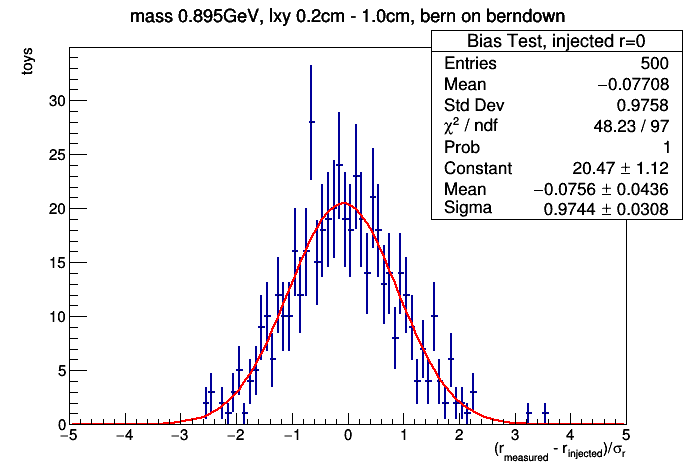 mass 0.895GeV, lxy 0.2cm - 1.0cm, bern on berndown
Bias Test, injected r=0
Entries 500
Mean −0.07708
Std Dev 0.9758
χ² / ndf 48.23 / 97
Prob 1
Constant 20.47 ± 1.12
Mean −0.0756 ± 0.0436
Sigma 0.9744 ± 0.0308
toys
30
25
20
15
10
5
0
−5 −4 −3 −2 −1 0 1 2 3 4 5
(r_measured - r_injected)/σ_r